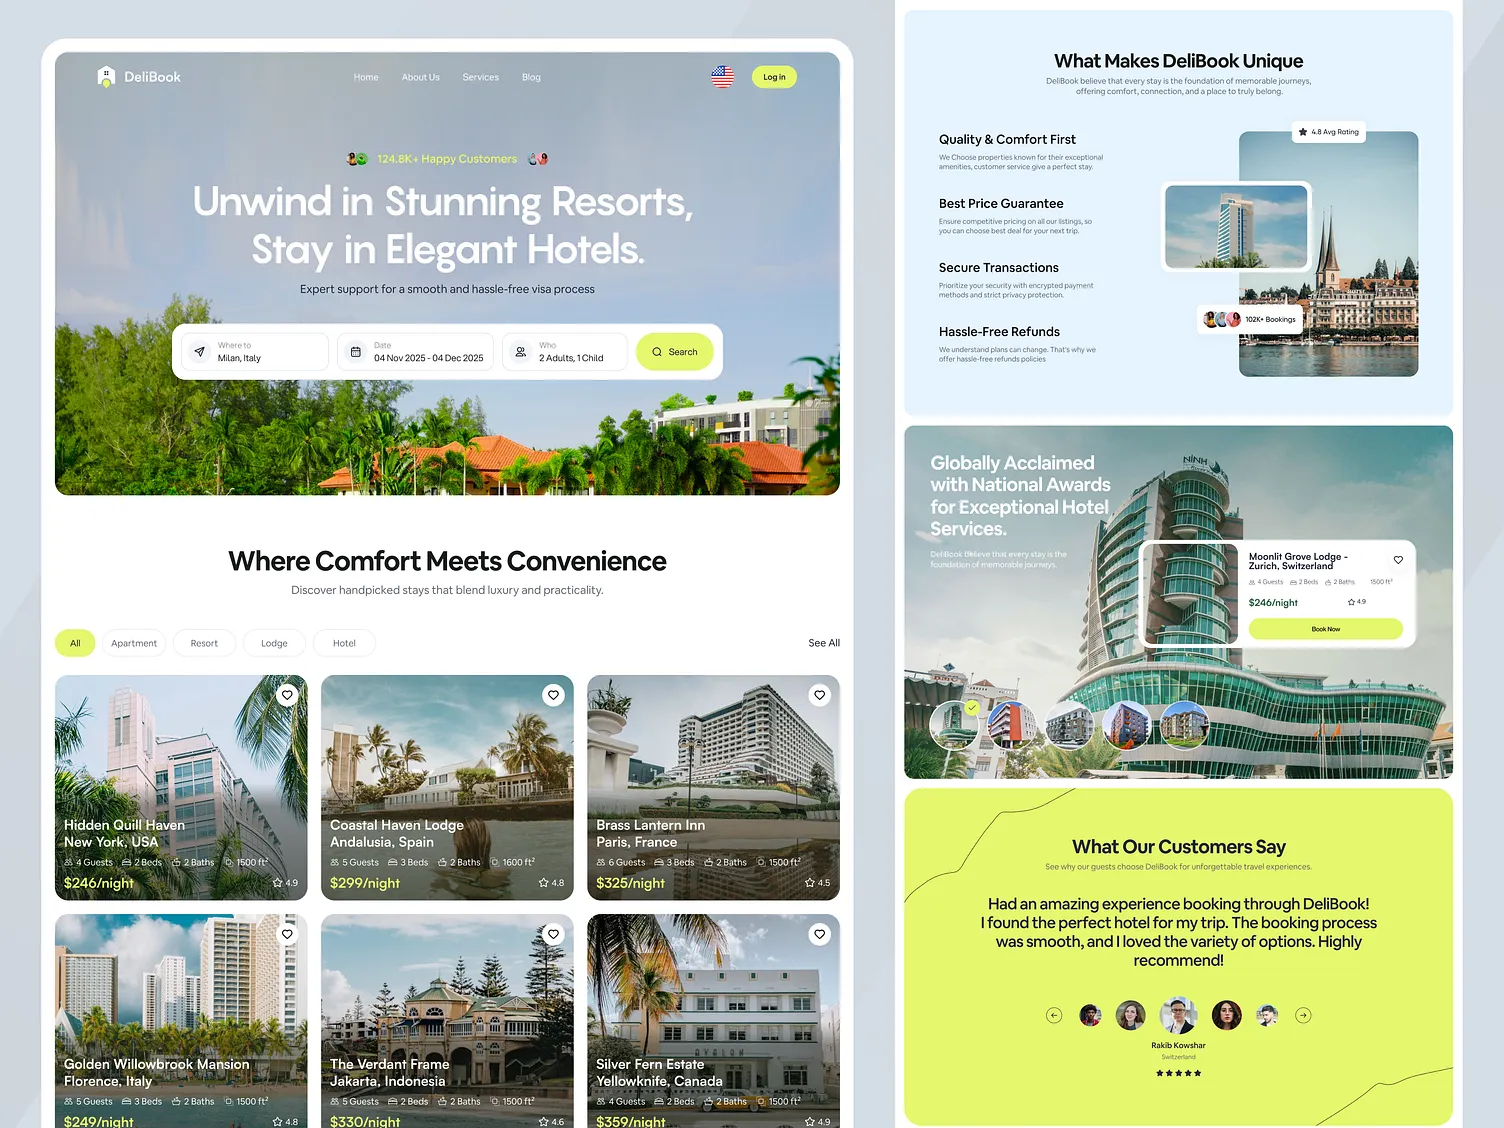 DeliBook
Home
About Us
Services
Blog
Log in
124.8K+ Happy Customers
Unwind in Stunning Resorts,
Stay in Elegant Hotels.
Expert support for a smooth and hassle-free visa process
Where to
Milan, Italy
Date
04 Nov 2025 - 04 Dec 2025
Who
2 Adults, 1 Child
Search
Where Comfort Meets Convenience
Discover handpicked stays that blend luxury and practicality.
All
Apartment
Resort
Lodge
Hotel
See All
Hidden Quill Haven
New York, USA
4 Guests 2 Beds 2 Baths 1500 ft²
$246/night 4.9
Coastal Haven Lodge
Andalusia, Spain
5 Guests 3 Beds 2 Baths 1600 ft²
$299/night 4.8
Brass Lantern Inn
Paris, France
6 Guests 3 Beds 2 Baths 1500 ft²
$325/night 4.5
Golden Willowbrook Mansion
Florence, Italy
5 Guests 3 Beds 2 Baths 1500 ft²
$249/night 4.8
The Verdant Frame
Jakarta, Indonesia
5 Guests 2 Beds 2 Baths 1500 ft²
$330/night 4.6
AVALON
Silver Fern Estate
Yellowknife, Canada
4 Guests 2 Beds 2 Baths 1500 ft²
$359/night 4.9
What Makes DeliBook Unique
DeliBook believe that every stay is the foundation of memorable journeys,
offering comfort, connection, and a place to truly belong.
Quality & Comfort First
We Choose properties known for their exceptional
amenities, customer service give a perfect stay.
Best Price Guarantee
Ensure competitive pricing on all our listings, so
you can choose best deal for your next trip.
Secure Transactions
Prioritize your security with encrypted payment
methods and strict privacy protection.
Hassle-Free Refunds
We understand plans can change. That's why we
offer hassle-free refunds policies
4.8 Avg Rating
102K+ Bookings
Globally Acclaimed
with National Awards
for Exceptional Hotel
Services.
DeliBook believe that every stay is the
foundation of memorable journeys.
NINH
Moonlit Grove Lodge -
Zurich, Switzerland
4 Guests 2 Beds 2 Baths 1500 ft²
$246/night 4.9
Book Now
What Our Customers Say
See why our guests choose DeliBook for unforgettable travel experiences.
Had an amazing experience booking through DeliBook!
I found the perfect hotel for my trip. The booking process
was smooth, and I loved the variety of options. Highly
recommend!
Rakib Kowshar
Switzerland